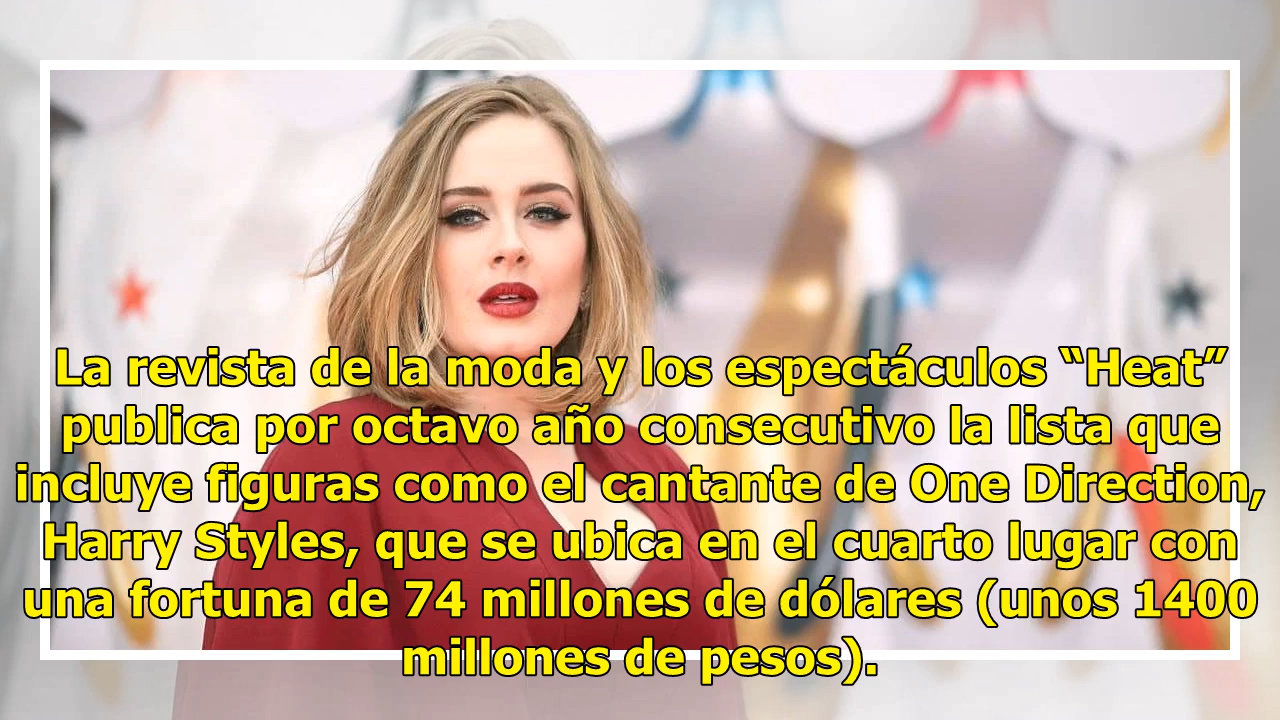 La revista de la moda y los espectáculos “Heat”
publica por octavo año consecutivo la lista que
incluye figuras como el cantante de One Direction,
Harry Styles, que se ubica en el cuarto lugar con
una fortuna de 74 millones de dólares (unos 1400
millones de pesos).